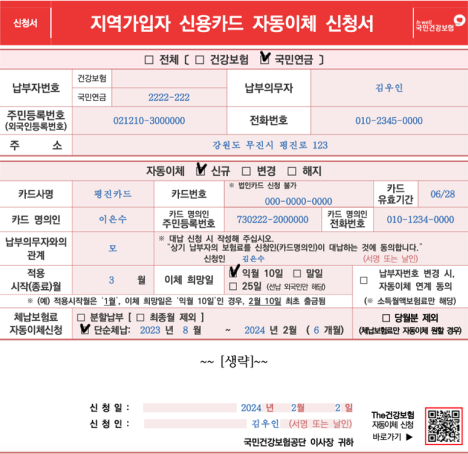 신청서 지역가입자 신용카드 자동이체 신청서 h-well 국민건강보험
☐ 전체 〔 ☐ 건강보험 ☑ 국민연금 〕
납부자번호 건강보험 납부의무자 김우인
국민연금 2222-222
주민등록번호 (외국인등록번호) 021210-3000000 전화번호 010-2345-0000
주 소 강원도 무진시 평진로 123
자동이체 ☑ 신규 ☐ 변경 ☐ 해지
카드사명 평진카드 카드번호 ※ 법인카드 신청 불가 000-0000-0000 카드 유효기간 06/28
카드 명의인 이은수 카드 명의인 주민등록번호 730222-2000000 카드 명의인 전화번호 010-1234-0000
납부의무자와의 관계 모 ※ 대납 신청 시 작성해 주십시오.
"상기 납부자의 보험료를 신청인(카드명의인)이 대납하는 것에 동의합니다."
신청인 김은수 (서명 또는 날인)
적용 시작(종료)월 3 월 이체 희망일 ☑ 익월 10일 ☐ 말일
☐ 25일 (선납 외국인만 해당)
☐ 납부자번호 변경 시, 자동이체 연계 동의
(※ 소득월액보험료만 해당)
※ (예) 적용시작월은 '1월', 이체 희망일은 '익월 10일'인 경우, 2월 10일 최초 출금됨
체납보험료 자동이체신청 ☐ 분할납부 [ ☐ 최종월 제외 ]
☑ 단순체납: 2023 년 8 월 ~ 2024 년 2월 ( 6 개월)
☐ 당월분 제외
(체납보험료만 자동이체 원할 경우)
~~ [생략]~~
신 청 일 : 2024 년 2월 2 일
신 청 인 : 김우인 (서명 또는 날인)
국민건강보험공단 이사장 귀하
The건강보험
자동이체 신청
바로가기 ▶